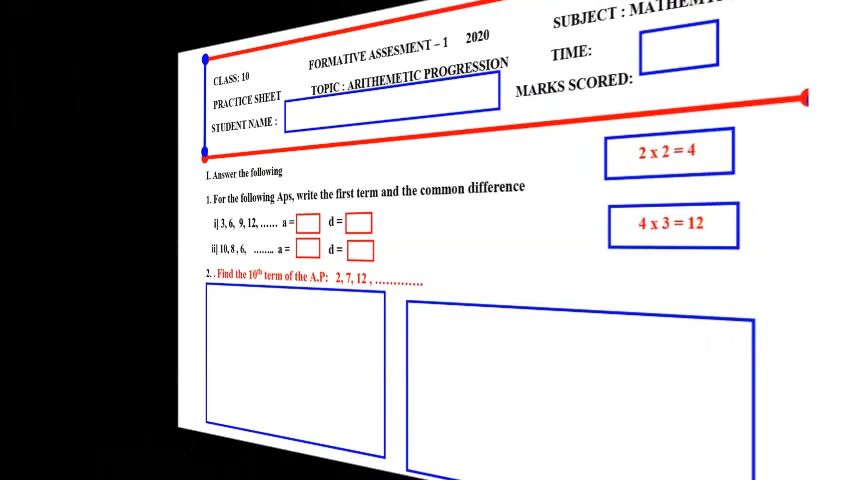 SUBJECT : MATHEM
FORMATIVE ASSESMENT – 1 2020
CLASS: 10
TIME:
TOPIC : ARITHEMETIC PROGRESSION
PRACTICE SHEET
MARKS SCORED:
STUDENT NAME :
I. Answer the following
2 x 2 = 4
1. For the following Aps, write the first term and the common difference
i] 3, 6, 9, 12, …… a = d =
4 x 3 = 12
ii] 10, 8 , 6, …….. a = d =
2. . Find the 10th term of the A.P: 2, 7, 12 , ………….